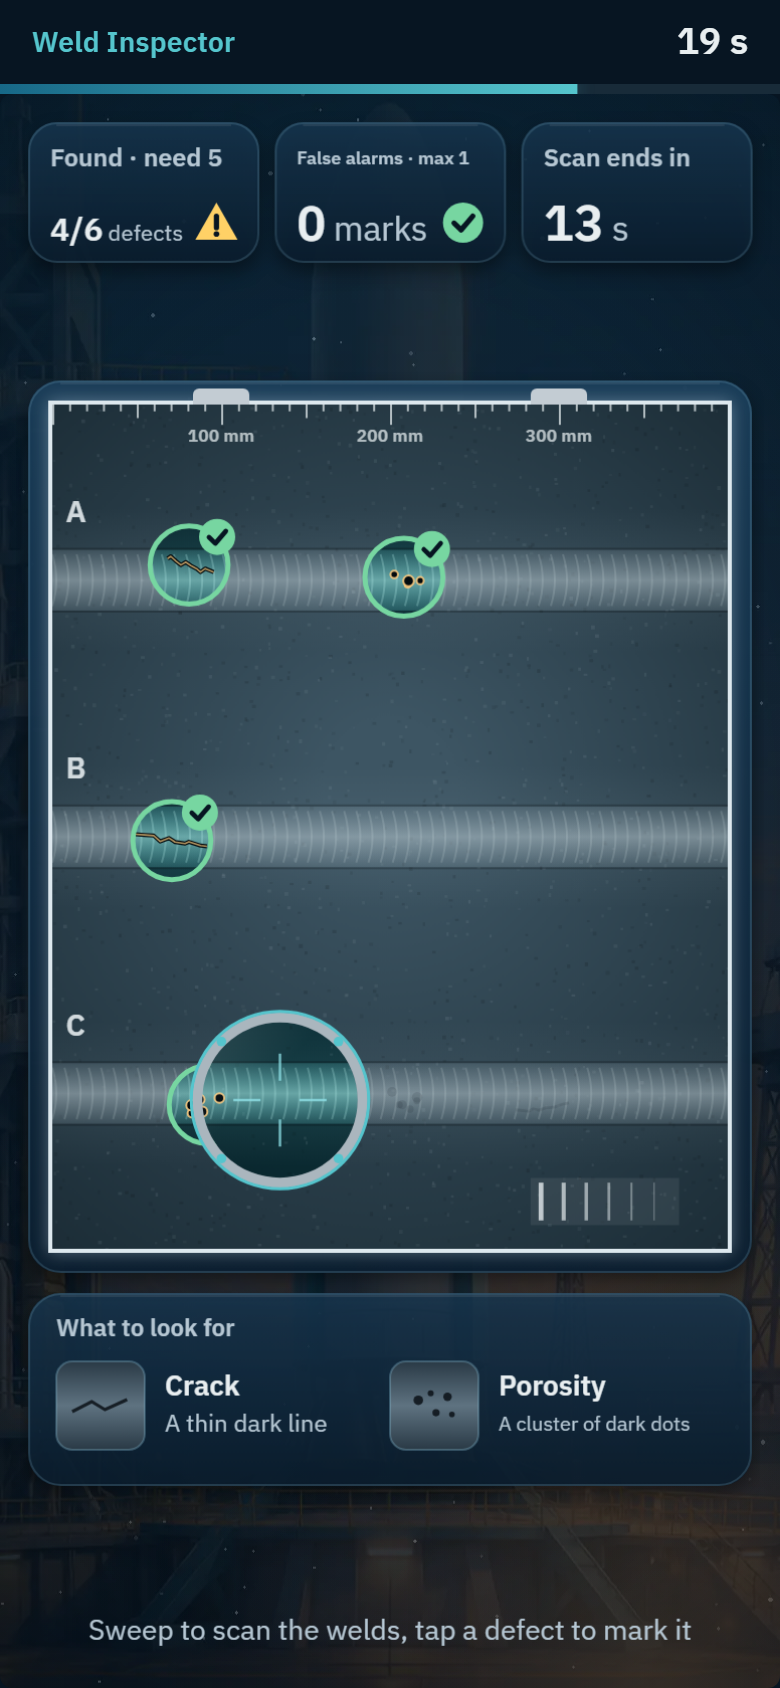 Weld Inspector
19 s
Found · need 5
4/6 defects
False alarms · max 1
0 marks
Scan ends in
13 s
100 mm
200 mm
300 mm
A
B
C
What to look for
Crack
A thin dark line
Porosity
A cluster of dark dots
Sweep to scan the welds, tap a defect to mark it